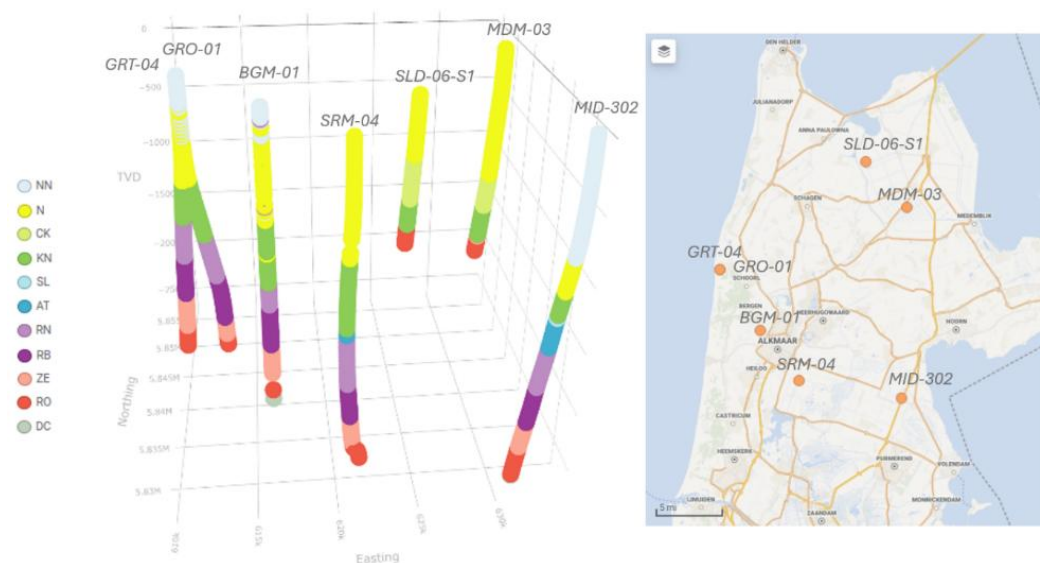 0
MDM-03
GRO-01
GRT-04
BGM-01
SLD-06-S1
MID-302
SRM-04
-500
-1000
TVD
-1500
NN
N
CK
KN
SL
AT
RN
RB
ZE
RO
DC
5.845M
5.84M
5.835M
5.83M
Northing
Easting
DEN HELDER
JULIANADORP
ANNA PAULOWNA
SLD-06-S1
SCHAGEN
MDM-03
MEDEMBLIK
GRT-04
GRO-01
SCHOORL
BERGEN
HEERHUGOWAARD
HOORN
BGM-01
ALKMAAR
SRM-04
HEILOO
MID-302
CASTRICUM
HEEMSKERK
PURMEREND
VOLENDAM
IJMUIDEN
ZAANDAM
MONNICKENDAM
5 mi